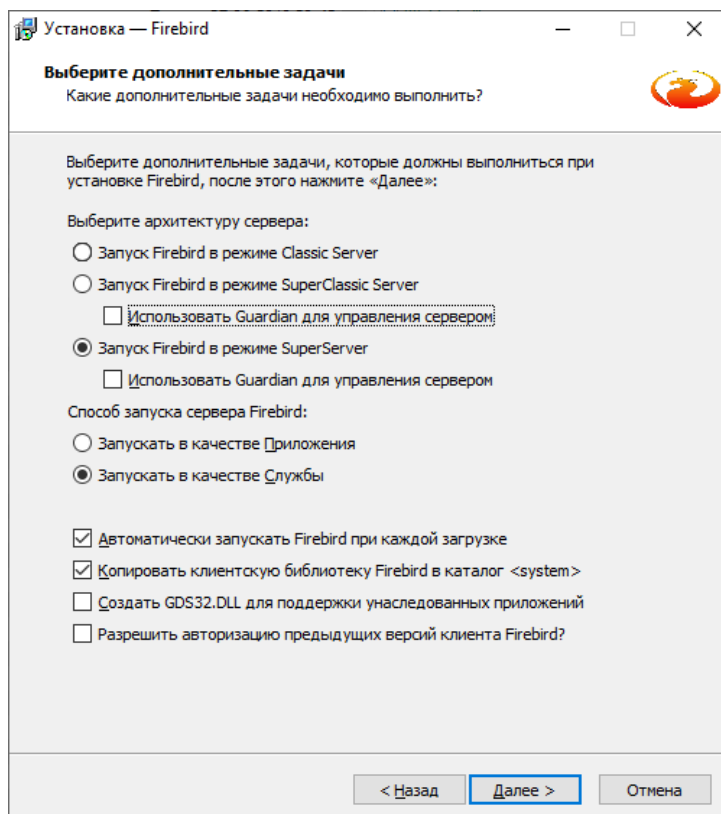 Установка — Firebird
Выберите дополнительные задачи
Какие дополнительные задачи необходимо выполнить?
Выберите дополнительные задачи, которые должны выполниться при
установке Firebird, после этого нажмите «Далее»:
Выберите архитектуру сервера:
Запуск Firebird в режиме Classic Server
Запуск Firebird в режиме SuperClassic Server
Использовать Guardian для управления сервером
Запуск Firebird в режиме SuperServer
Использовать Guardian для управления сервером
Способ запуска сервера Firebird:
Запускать в качестве Приложения
Запускать в качестве Службы
Автоматически запускать Firebird при каждой загрузке
Копировать клиентскую библиотеку Firebird в каталог <system>
Создать GDS32.DLL для поддержки унаследованных приложений
Разрешить авторизацию предыдущих версий клиента Firebird?
< Назад
Далее >
Отмена